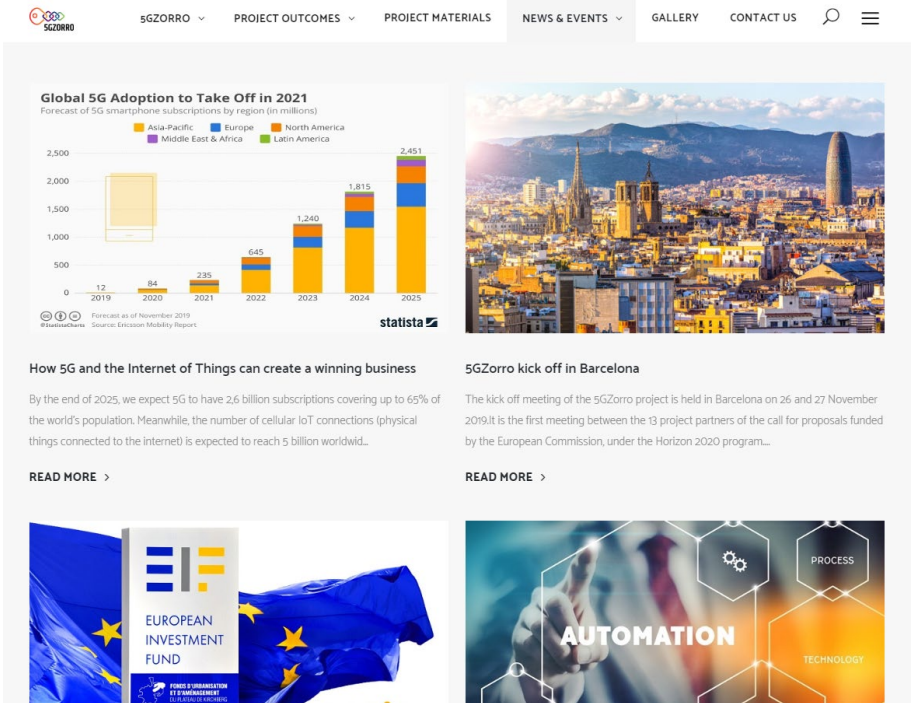 5GZORRO
5GZORRO
PROJECT OUTCOMES
PROJECT MATERIALS
NEWS & EVENTS
GALLERY
CONTACT US
Global 5G Adoption to Take Off in 2021
Forecast of 5G smartphone subscriptions by region (in millions)
Asia-Pacific Europe North America
Middle East & Africa Latin America
2,500
2,000
1,500
1,000
500
0
12
84
235
645
1,240
1,815
2,451
2019 2020 2021 2022 2023 2024 2025
Forecast as of November 2019
@StatistaCharts Source: Ericsson Mobility Report
statista
How 5G and the Internet of Things can create a winning business
By the end of 2025, we expect 5G to have 2,6 billion subscriptions covering up to 65% of
the world's population. Meanwhile, the number of cellular IoT connections (physical
things connected to the internet) is expected to reach 5 billion worldwid...
READ MORE >
5GZorro kick off in Barcelona
The kick off meeting of the 5GZorro project is held in Barcelona on 26 and 27 November
2019.It is the first meeting between the 13 project partners of the call for proposals funded
by the European Commission, under the Horizon 2020 program....
READ MORE >
EIF
EUROPEAN
INVESTMENT
FUND
FONDS D'URBANISATION
ET D'AMÉNAGEMENT
DU PLATEAU DE KIRCHBERG
AUTOMATION
PROCESS
TECHNOLOGY